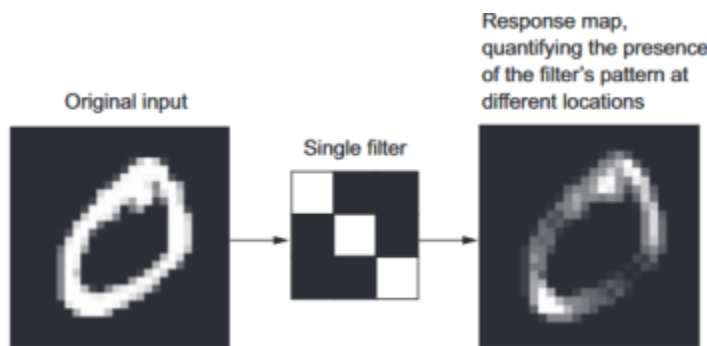 Original input
Single filter
Response map,
quantifying the presence
of the filter's pattern at
different locations